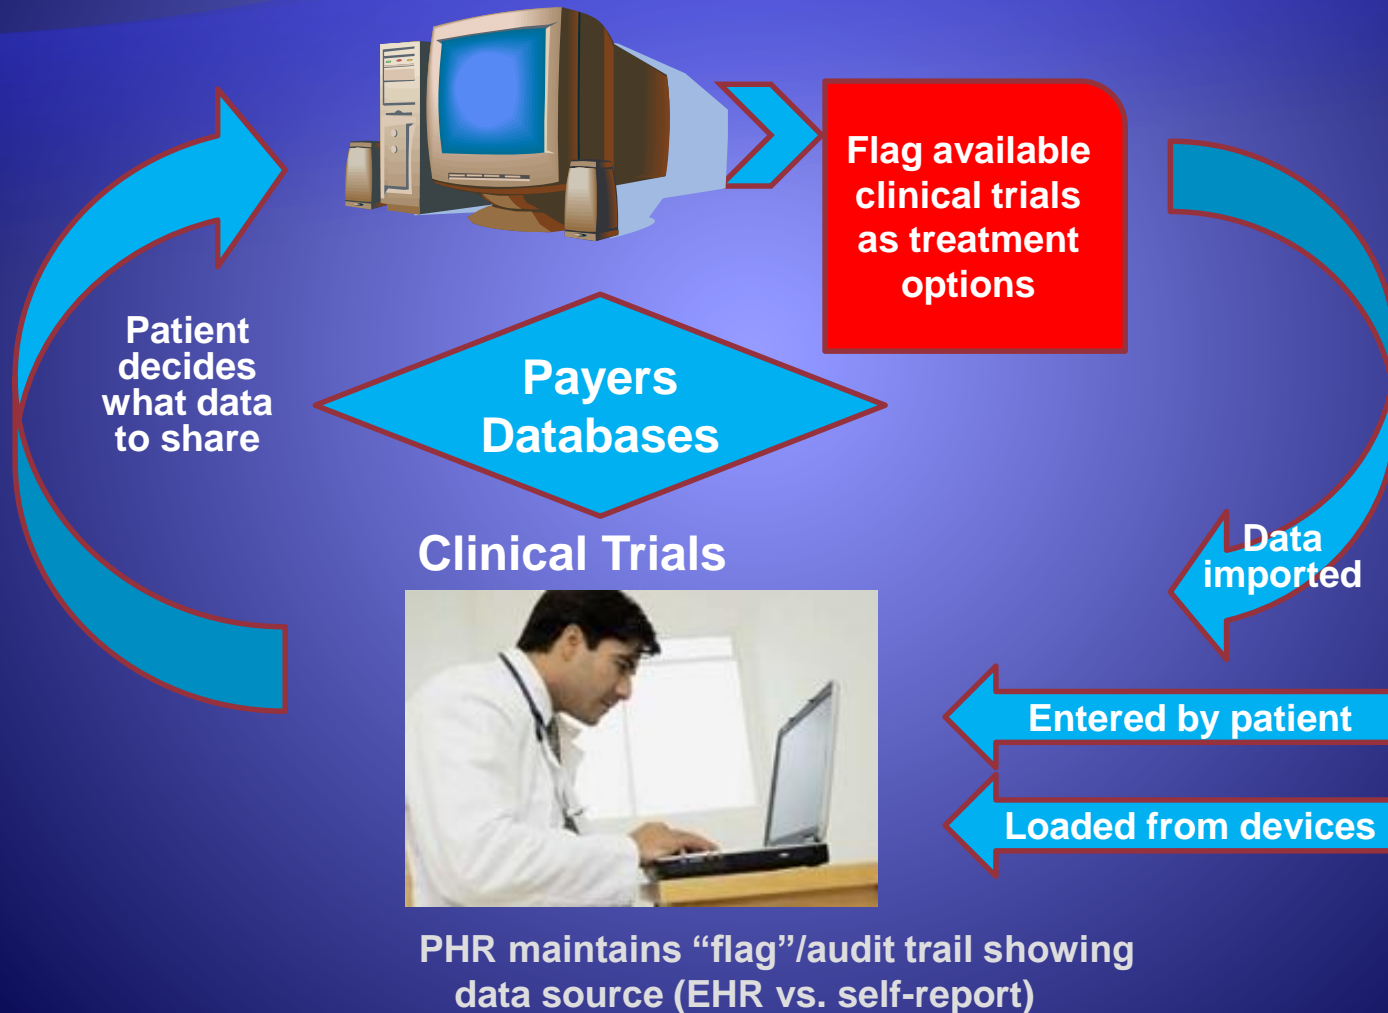 Flag available
clinical trials
as treatment
options
Patient
decides
what data
to share
Payers
Databases
Clinical Trials
Data
imported
Entered by patient
Loaded from devices
PHR maintains “flag”/audit trail showing
data source (EHR vs. self-report)